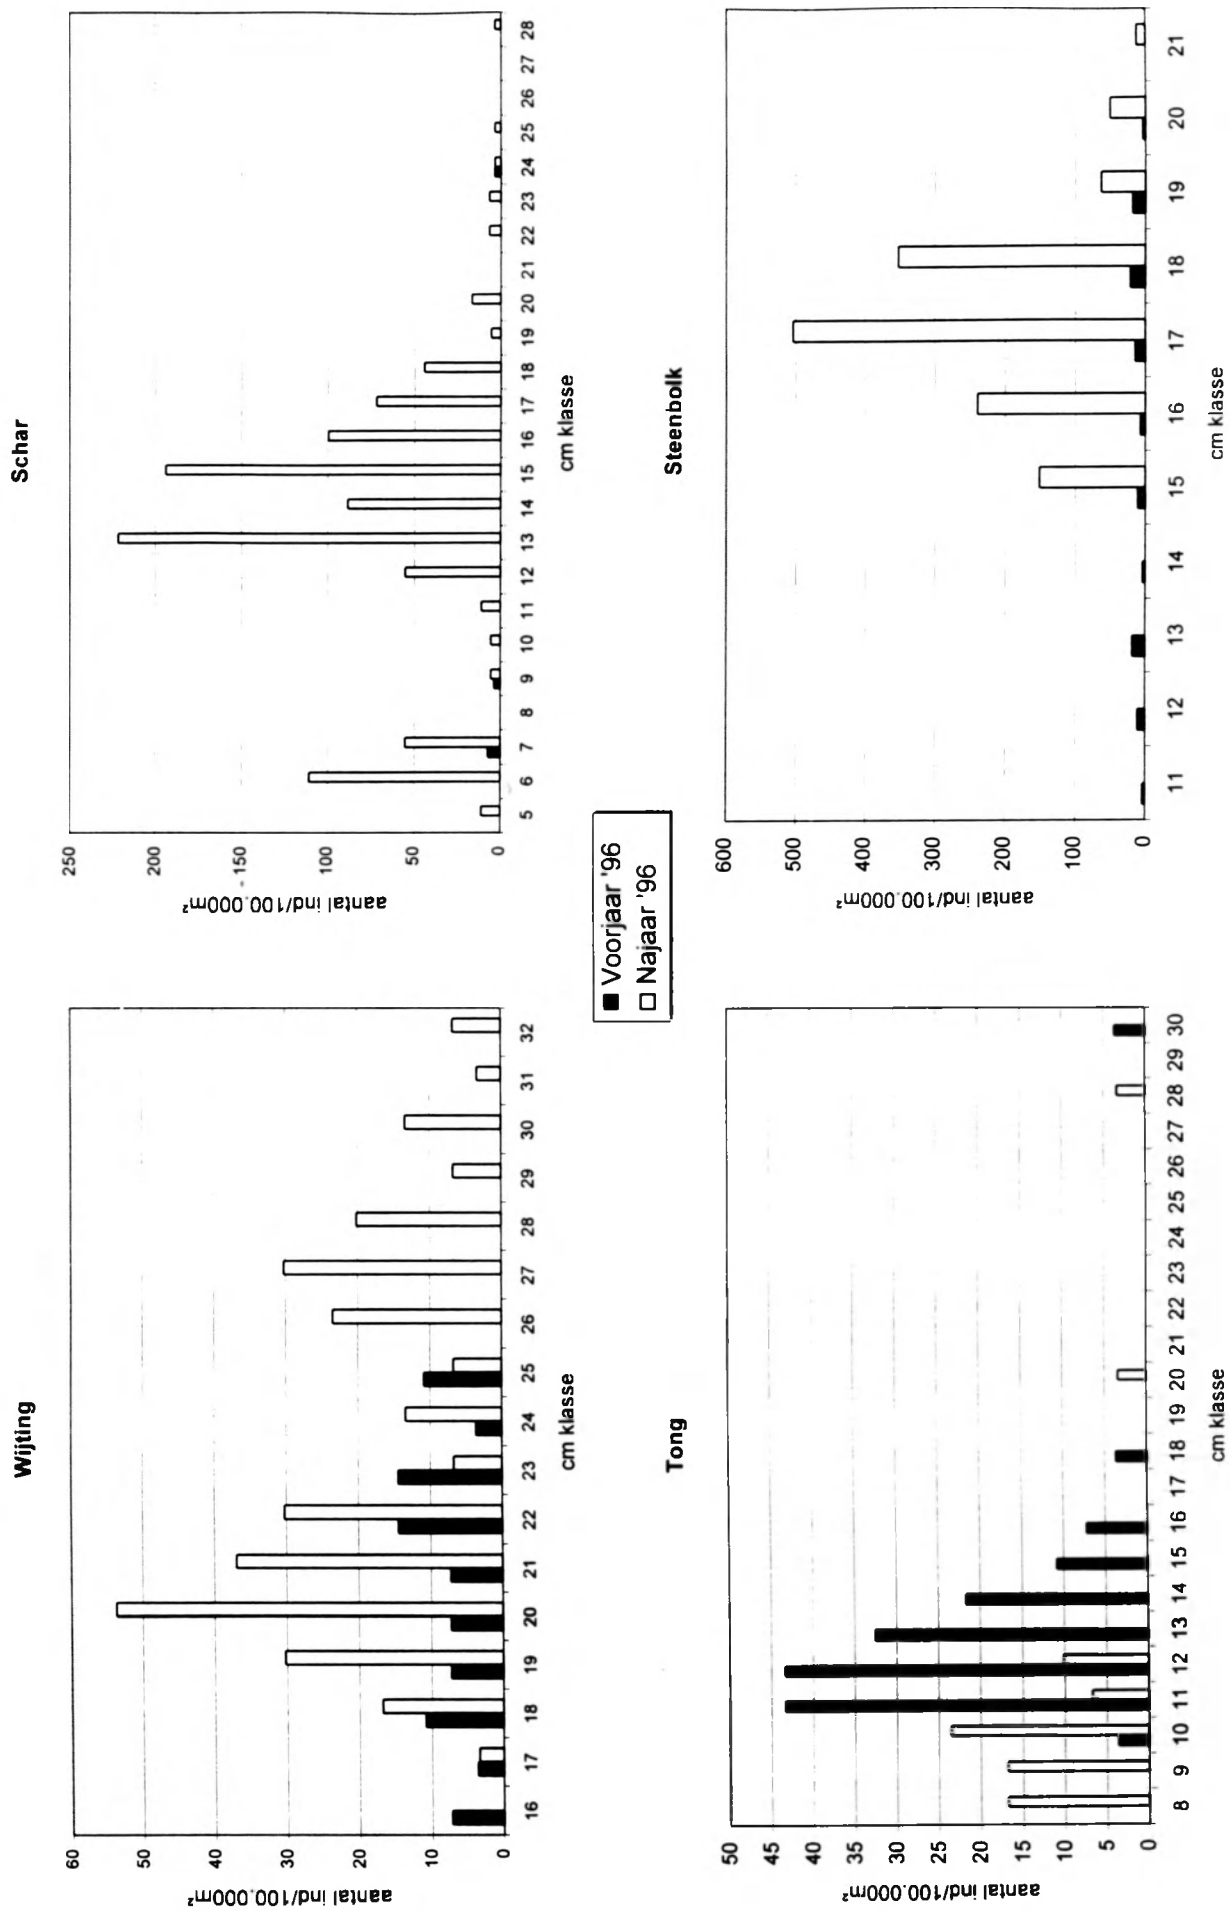 Wijting
aantal ind/100.000m²
60
50
40
30
20
10
0
16 17 18 19 20 21 22 23 24 25 26 27 28 29 30 31 32
cm klasse
Schar
aantal ind/100.000m²
250
200
150
100
50
0
5 6 7 8 9 10 11 12 13 14 15 16 17 18 19 20 21 22 23 24 25 26 27 28
cm klasse
Voorjaar '96
Najaar '96
Tong
aantal ind/100.000m²
50
45
40
35
30
25
20
15
10
5
0
8 9 10 11 12 13 14 15 16 17 18 19 20 21 22 23 24 25 26 27 28 29 30
cm klasse
Steenbolk
aantal ind/100.000m²
600
500
400
300
200
100
0
11 12 13 14 15 16 17 18 19 20 21
cm klasse